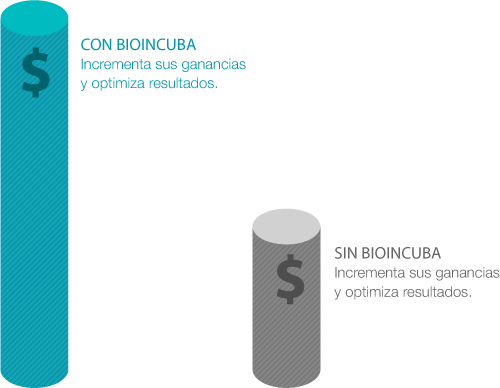 CON BIOINCUBA
Incrementa sus ganancias
y optimiza resultados.
$
SIN BIOINCUBA
Incrementa sus ganancias
y optimiza resultados.
$